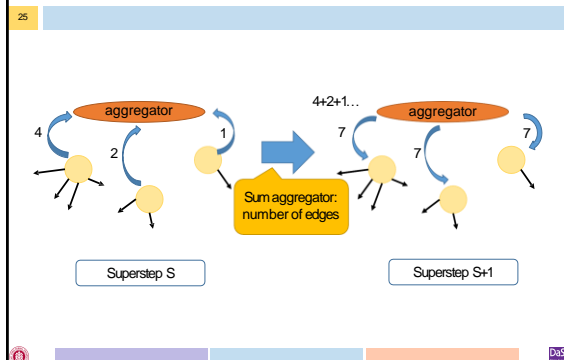 25
aggregator
4
2
1
Sum aggregator:
number of edges
Superstep S
4+2+1...
aggregator
7
7
7
Superstep S+1
DaS